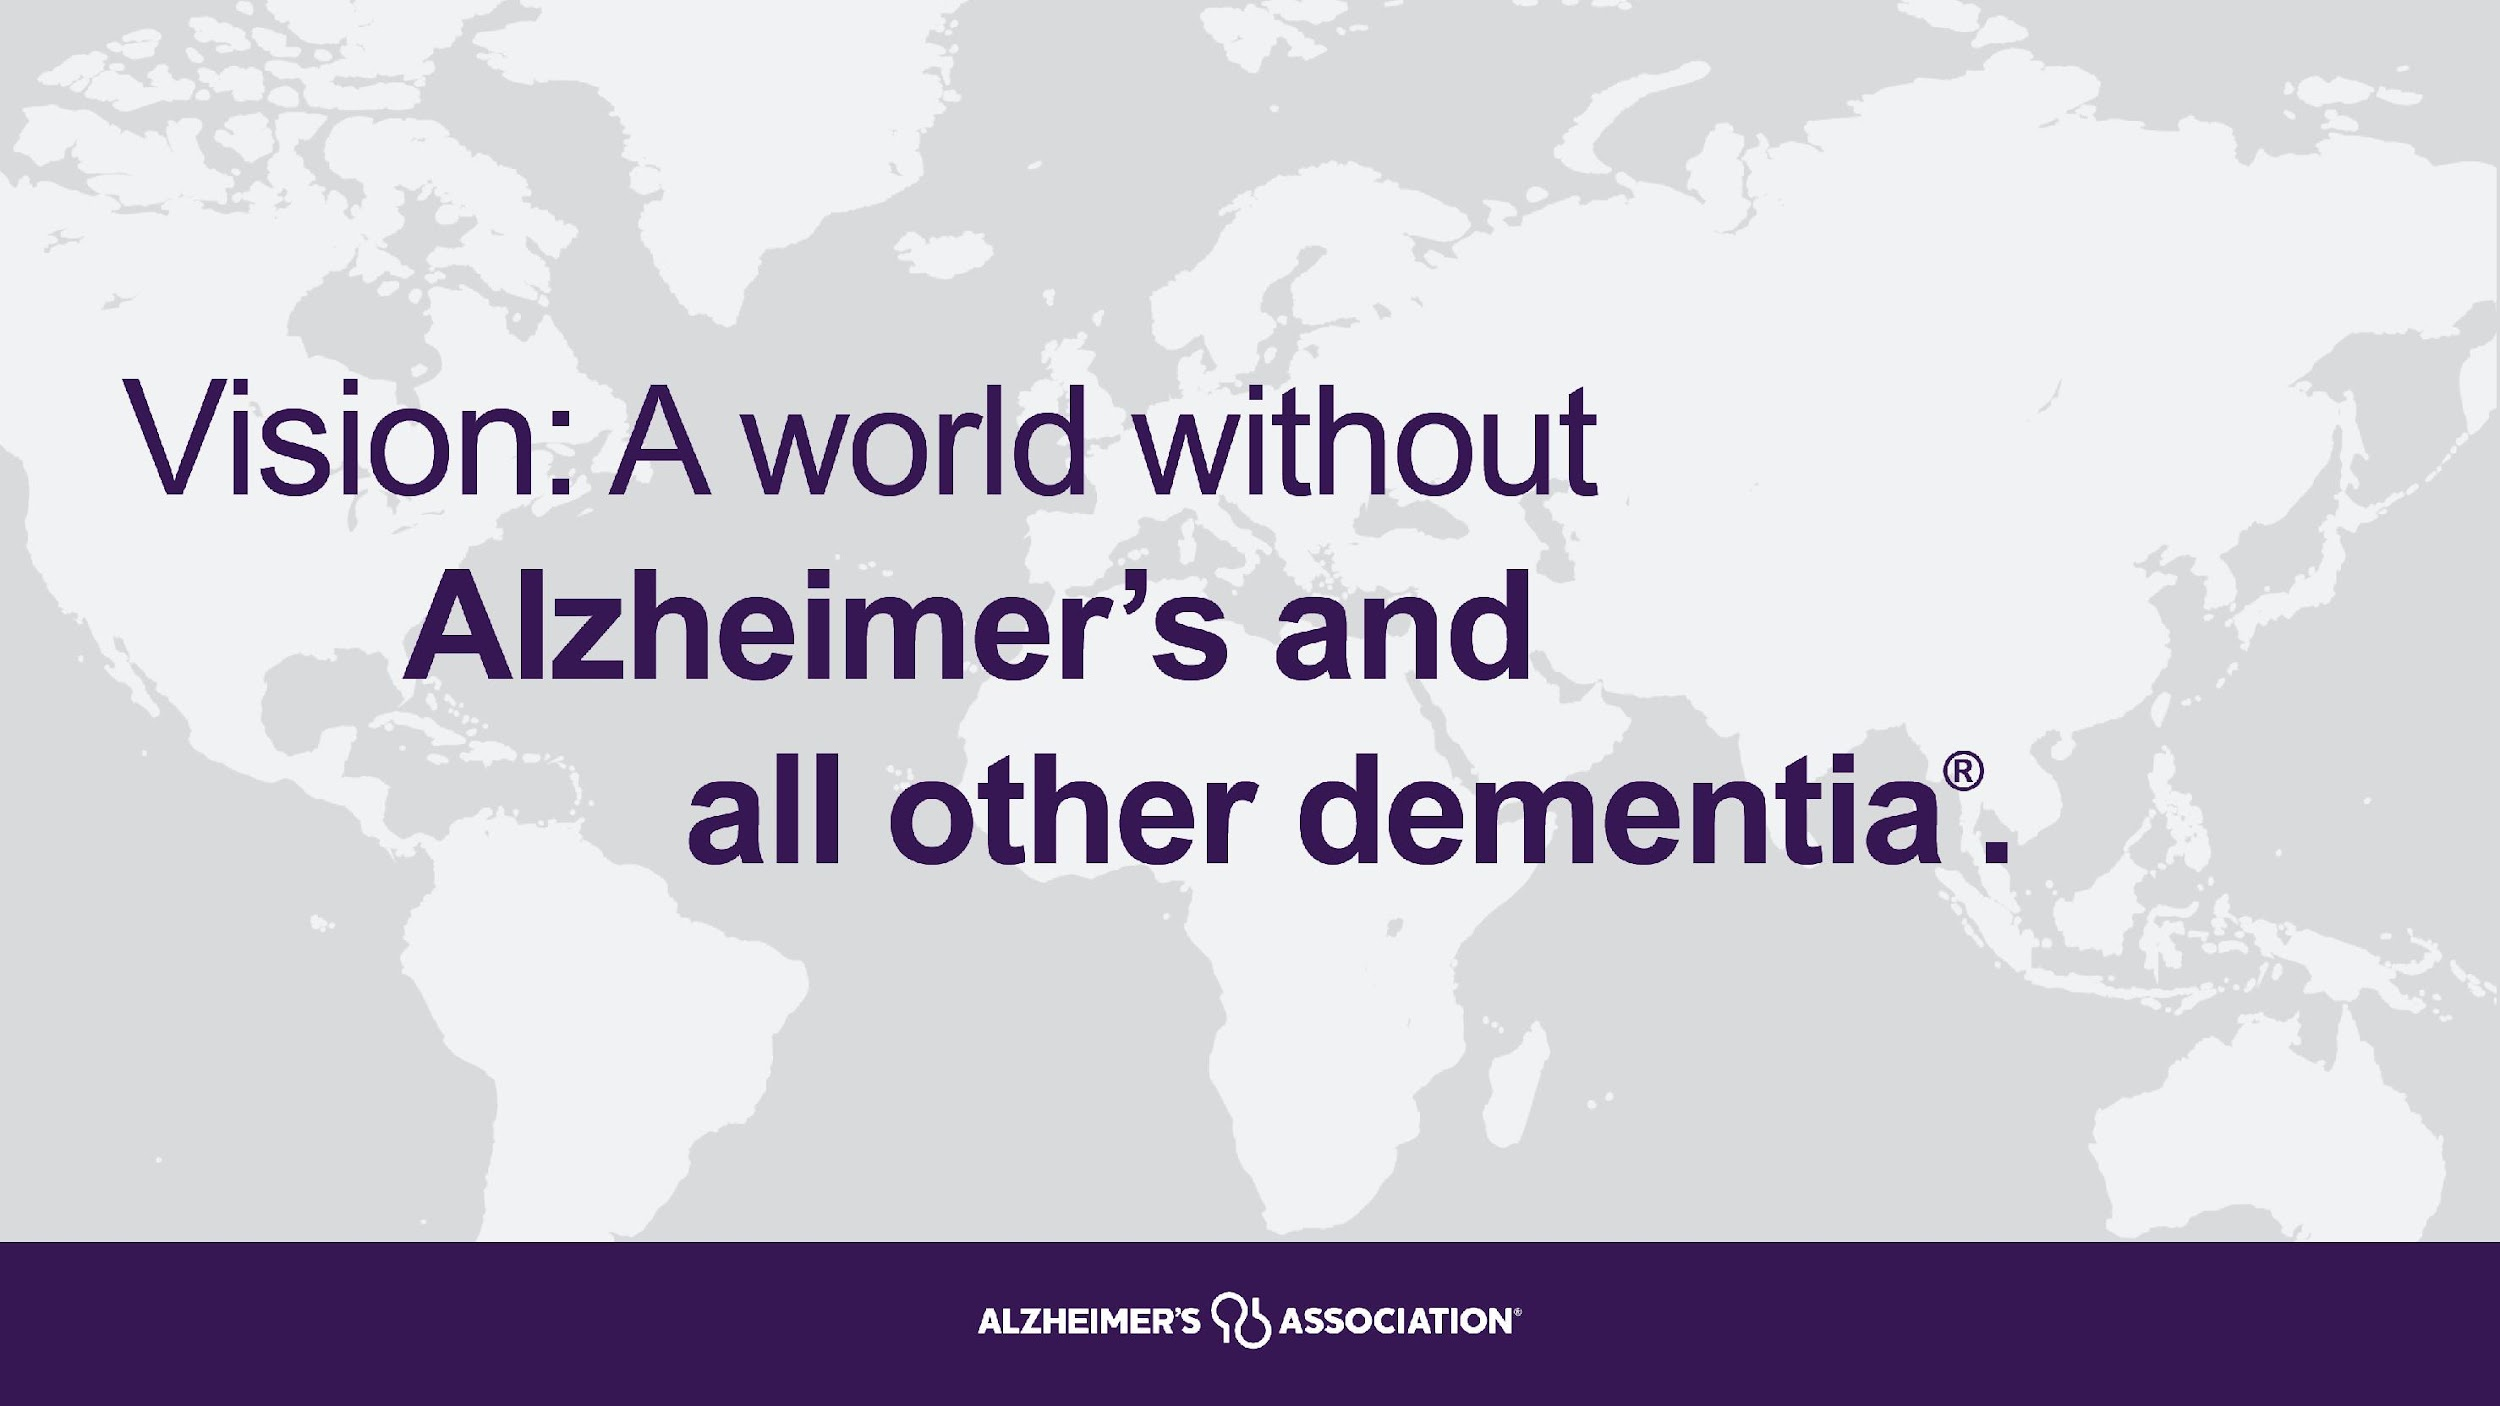 Vision: A world without
Alzheimer’s and
all other dementia®.
ALZHEIMER'S ASSOCIATION®